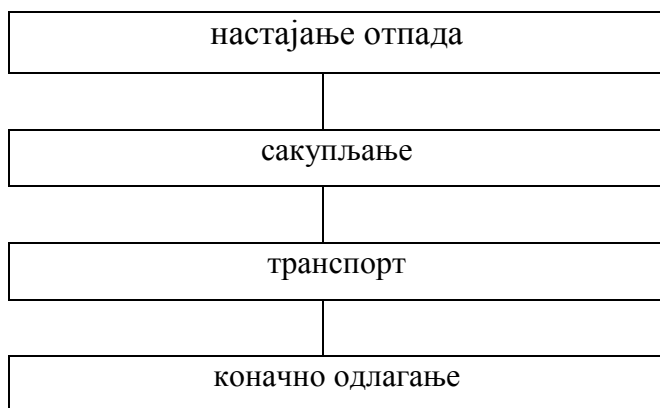 настајање отпада
сакупљање
транспорт
коначно одлагање